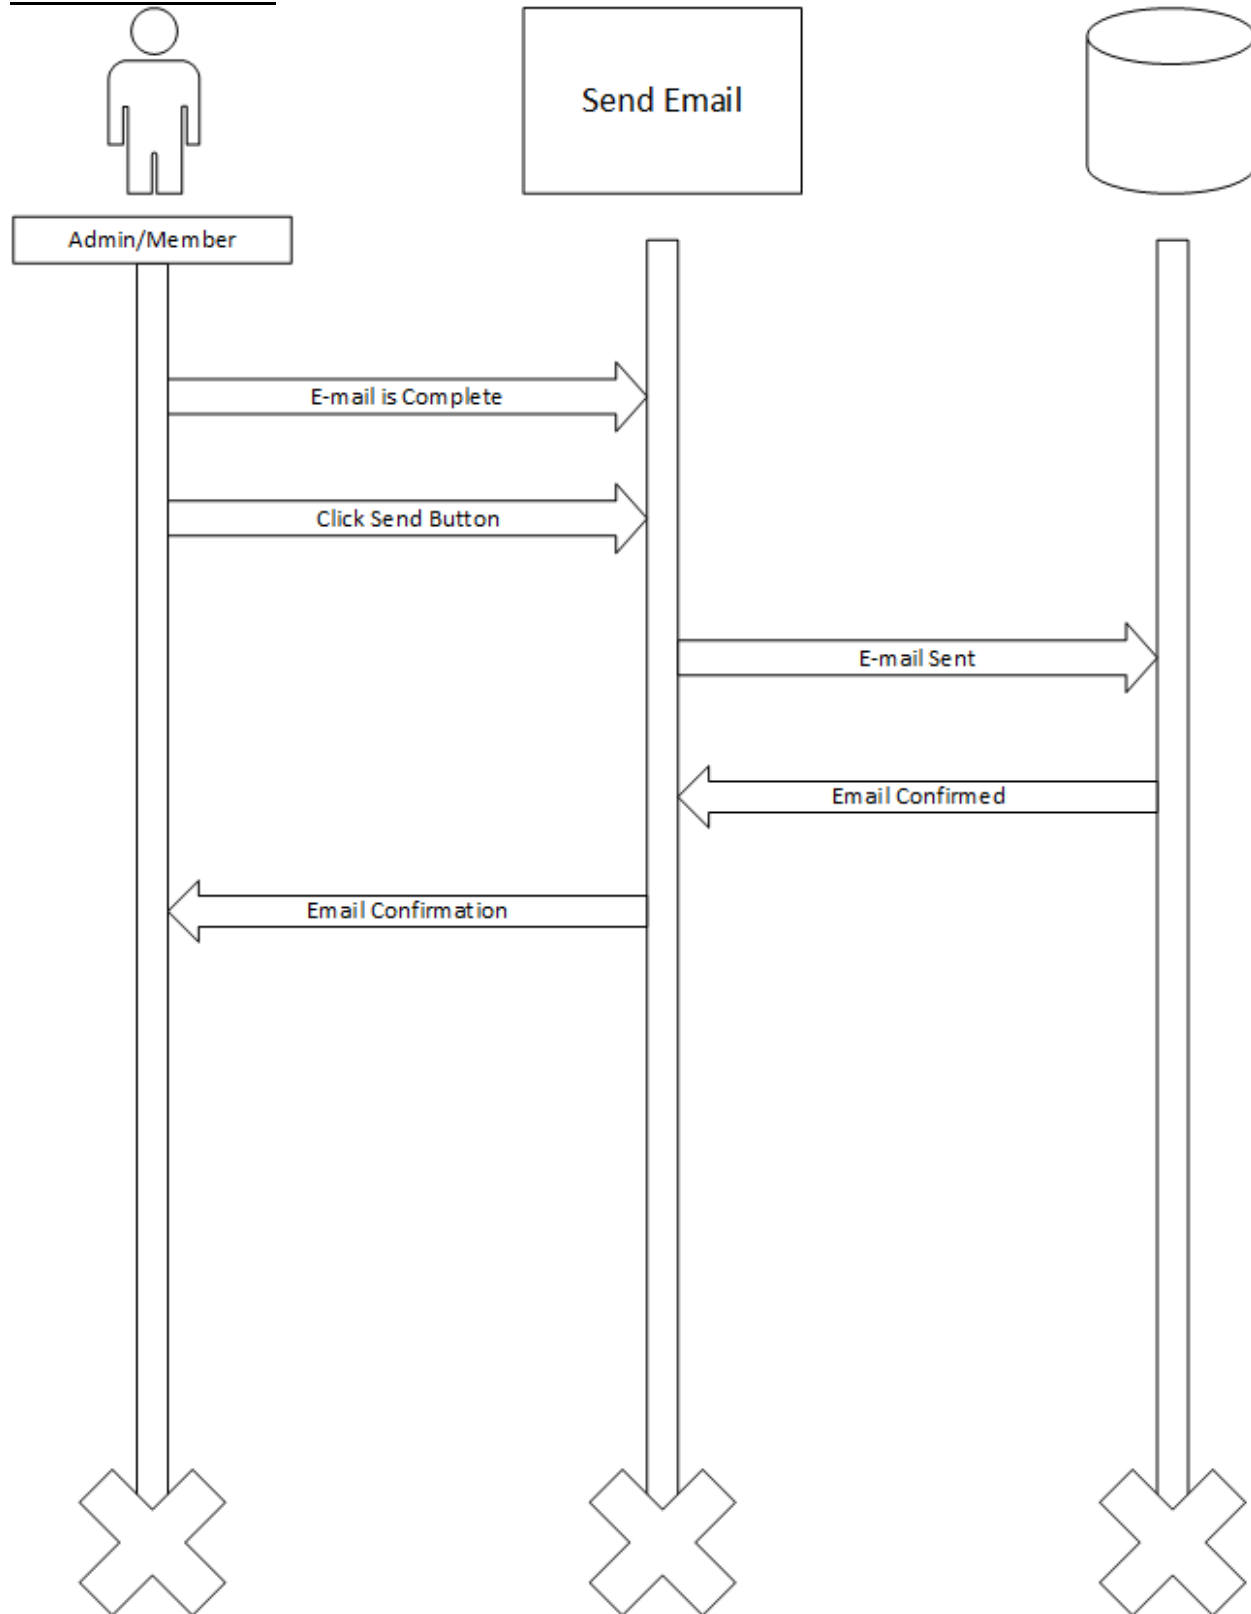 Send Email
Admin/Member
E-mail is Complete
Click Send Button
E-mail Sent
Email Confirmed
Email Confirmation